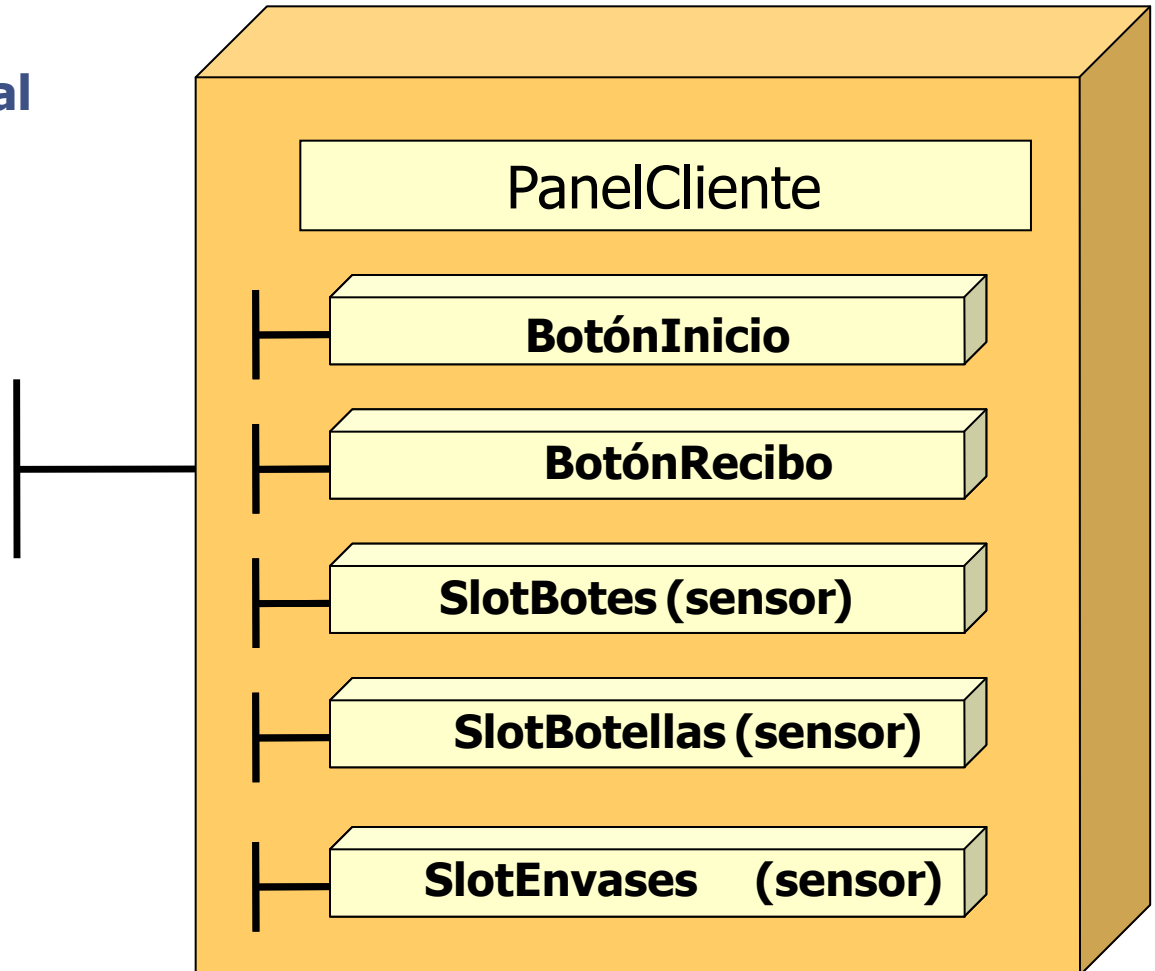 al
PanelCliente
BotónInicio
BotónRecibo
SlotBotes (sensor)
SlotBotellas (sensor)
SlotEnvases (sensor)